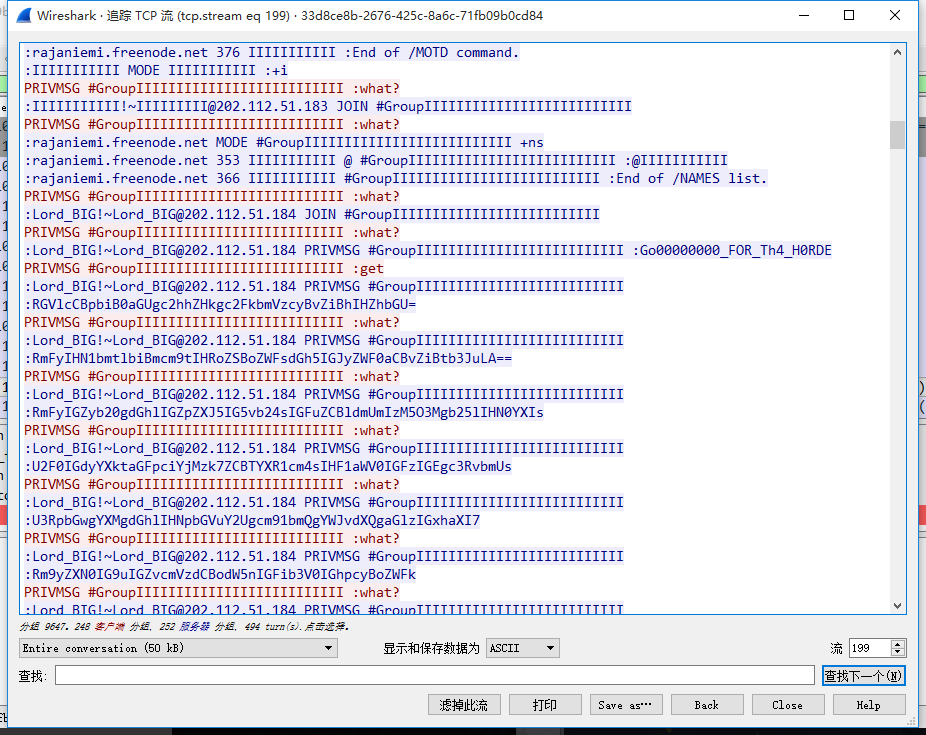 Wireshark · 追踪 TCP 流 (tcp.stream eq 199) · 33d8ce8b-2676-425c-8a6c-71fb09b0cd84
:rajaniemi.freenode.net 376 IIIIIIIIIII :End of /MOTD command.
:IIIIIIIIIII MODE IIIIIIIIIII :+i
PRIVMSG #GroupIIIIIIIIIIIIIIIIIIIIIIIIII :what?
:IIIIIIIIIII!~IIIIIIIII@202.112.51.183 JOIN #GroupIIIIIIIIIIIIIIIIIIIIIIIIII
PRIVMSG #GroupIIIIIIIIIIIIIIIIIIIIIIIIII :what?
:rajaniemi.freenode.net MODE #GroupIIIIIIIIIIIIIIIIIIIIIIIIII +ns
:rajaniemi.freenode.net 353 IIIIIIIIIII @ #GroupIIIIIIIIIIIIIIIIIIIIIIIIII :@IIIIIIIIIII
:rajaniemi.freenode.net 366 IIIIIIIIIII #GroupIIIIIIIIIIIIIIIIIIIIIIIIII :End of /NAMES list.
PRIVMSG #GroupIIIIIIIIIIIIIIIIIIIIIIIIII :what?
:Lord_BIG!~Lord_BIG@202.112.51.184 JOIN #GroupIIIIIIIIIIIIIIIIIIIIIIIIII
PRIVMSG #GroupIIIIIIIIIIIIIIIIIIIIIIIIII :what?
:Lord_BIG!~Lord_BIG@202.112.51.184 PRIVMSG #GroupIIIIIIIIIIIIIIIIIIIIIIIIII :Go00000000_FOR_Th4_H0RDE
PRIVMSG #GroupIIIIIIIIIIIIIIIIIIIIIIIIII :get
:Lord_BIG!~Lord_BIG@202.112.51.184 PRIVMSG #GroupIIIIIIIIIIIIIIIIIIIIIIIIII
:RGVlcCBpbiB0aGUgc2hhZHkgc2FkbmVzcyBvZiBhIHZhbGU=
PRIVMSG #GroupIIIIIIIIIIIIIIIIIIIIIIIIII :what?
:Lord_BIG!~Lord_BIG@202.112.51.184 PRIVMSG #GroupIIIIIIIIIIIIIIIIIIIIIIIIII
:RmFyIHN1bmtlbiBmcm9tIHRoZSBoZWFsdGh5IGJyZWF0aCBvZiBtb3JuLA==
PRIVMSG #GroupIIIIIIIIIIIIIIIIIIIIIIIIII :what?
:Lord_BIG!~Lord_BIG@202.112.51.184 PRIVMSG #GroupIIIIIIIIIIIIIIIIIIIIIIIIII
:RmFyIGZyb20gdGhlIGZpZXJ5IG5vb24sIGFuZCBldmUmIzM5O3Mgb25lIHN0YXIs
PRIVMSG #GroupIIIIIIIIIIIIIIIIIIIIIIIIII :what?
:Lord_BIG!~Lord_BIG@202.112.51.184 PRIVMSG #GroupIIIIIIIIIIIIIIIIIIIIIIIIII
:U2F0IGdyYXktaGFpciYjMzk7ZCBTYXR1cm4sIHF1aWV0IGFzIGEgc3RvbmUs
PRIVMSG #GroupIIIIIIIIIIIIIIIIIIIIIIIIII :what?
:Lord_BIG!~Lord_BIG@202.112.51.184 PRIVMSG #GroupIIIIIIIIIIIIIIIIIIIIIIIIII
:U3RpbGwgYXMgdGhlIHNpbGVuY2Ugcm91bmQgYWJvdXQgaGlzIGxhaXI7
PRIVMSG #GroupIIIIIIIIIIIIIIIIIIIIIIIIII :what?
:Lord_BIG!~Lord_BIG@202.112.51.184 PRIVMSG #GroupIIIIIIIIIIIIIIIIIIIIIIIIII
:Rm9yZXN0IG9uIGZvcmVzdCBodW5nIGFib3V0IGhpcyBoZWFk
PRIVMSG #GroupIIIIIIIIIIIIIIIIIIIIIIIIII :what?
:Lord_BIG!~Lord_BIG@202.112.51.184 PRIVMSG #GroupIIIIIIIIIIIIIIIIIIIIIIIIII
分组 9647. 248 客户端 分组, 252 服务器 分组, 494 turn(s).点击选择.
Entire conversation (50 kB) 显示和保存数据为 ASCII 流 199
查找: 查找下一个(N)
滤掉此流 打印 Save as… Back Close Help